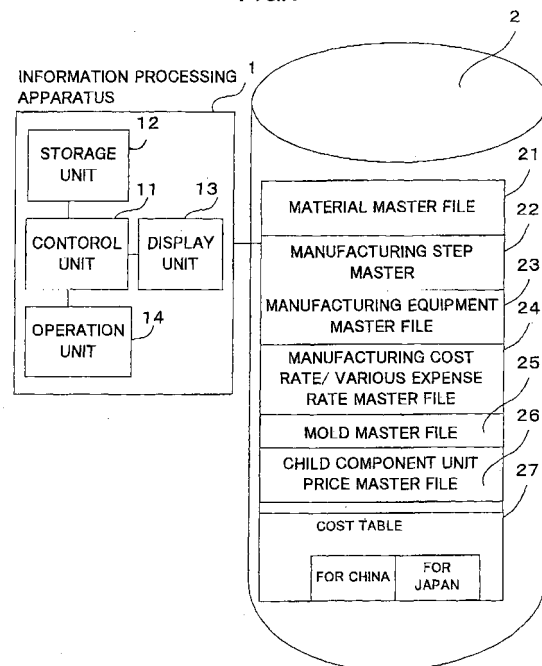 2
INFORMATION PROCESSING
APPARATUS
1
12
STORAGE
UNIT
11
CONTOROL
UNIT
13
DISPLAY
UNIT
OPERATION
UNIT
14
21
MATERIAL MASTER FILE
22
MANUFACTURING STEP
MASTER
23
MANUFACTURING EQUIPMENT
MASTER FILE
24
MANUFACTURING COST
RATE/ VARIOUS EXPENSE
RATE MASTER FILE
25
MOLD MASTER FILE
26
CHILD COMPONENT UNIT
PRICE MASTER FILE
27
COST TABLE
FOR CHINA
FOR
JAPAN